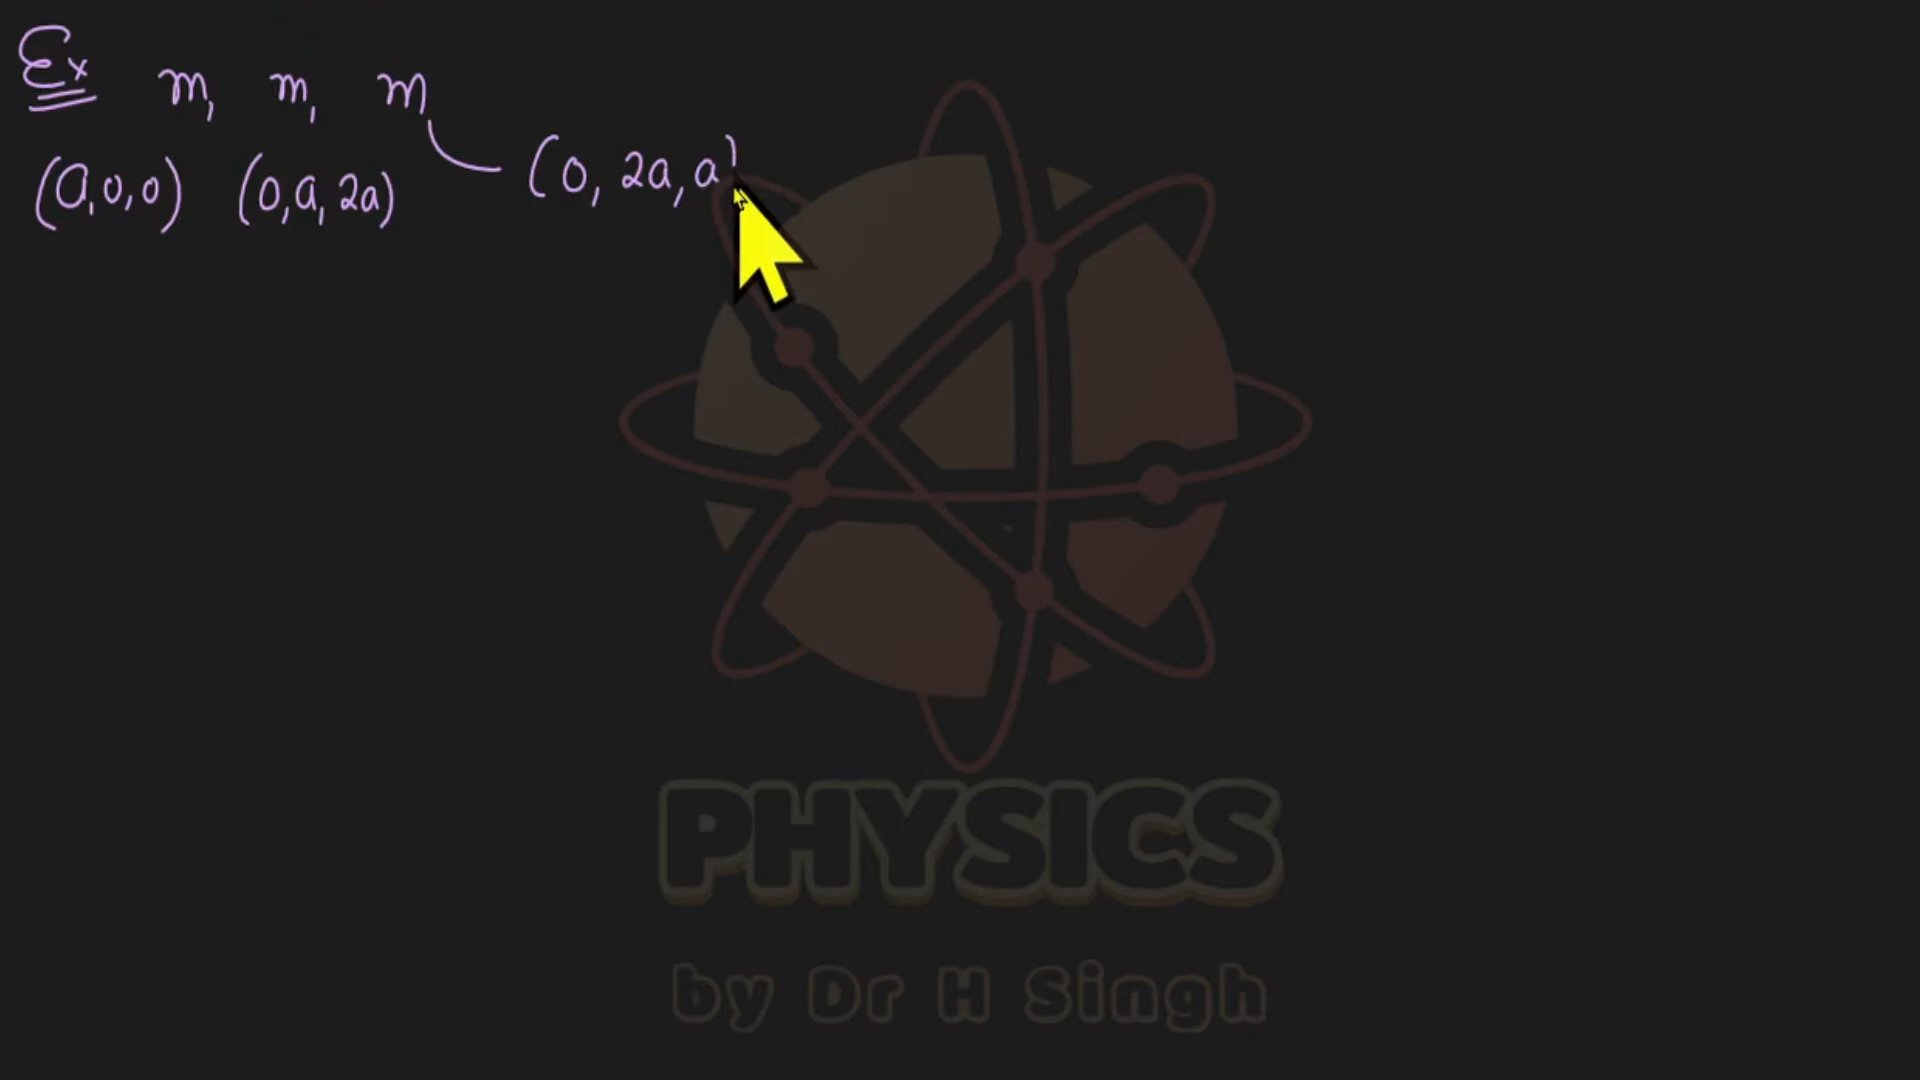 Ex m, m, m
(a,0,0) (0,a,2a) (0, 2a, a)
PHYSICS
by Dr H Singh